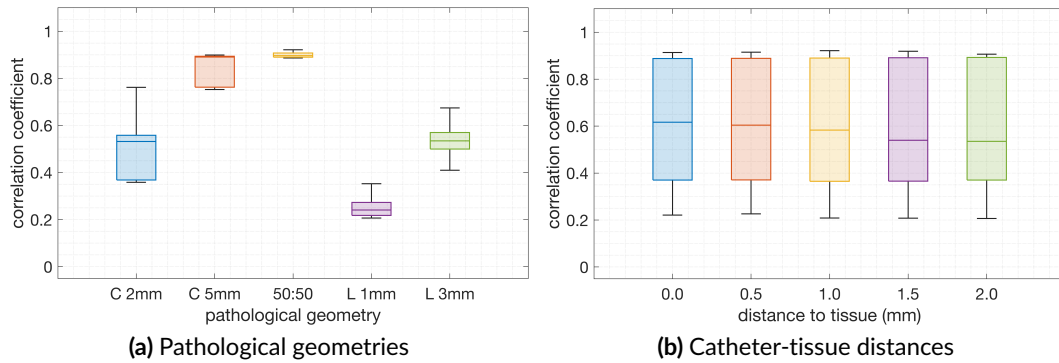 1
0.8
0.6
0.4
0.2
0
correlation coefficient
C 2mm
C 5mm
50:50
L 1mm
L 3mm
pathological geometry
(a) Pathological geometries
1
0.8
0.6
0.4
0.2
0
correlation coefficient
0.0
0.5
1.0
1.5
2.0
distance to tissue (mm)
(b) Catheter-tissue distances